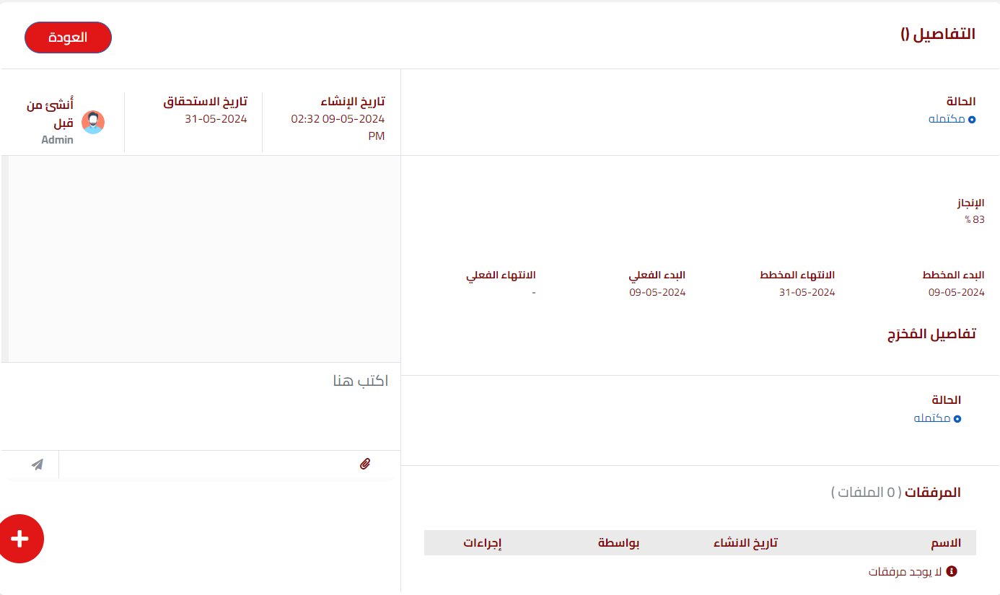 التفاصيل ()
العودة
الحالة
مكتمله
تاريخ الإنشاء
09-05-2024 02:32
PM
تاريخ الاستحقاق
31-05-2024
أُنشئ من
قبل
Admin
الإنجاز
83 %
البدء المخطط
09-05-2024
الانتهاء المخطط
31-05-2024
البدء الفعلي
09-05-2024
الانتهاء الفعلي
-
تفاصيل المُخرَج
الحالة
مكتمله
المرفقات ( 0 الملفات )
الاسم تاريخ الانشاء بواسطة إجراءات
لا يوجد مرفقات
اكتب هنا